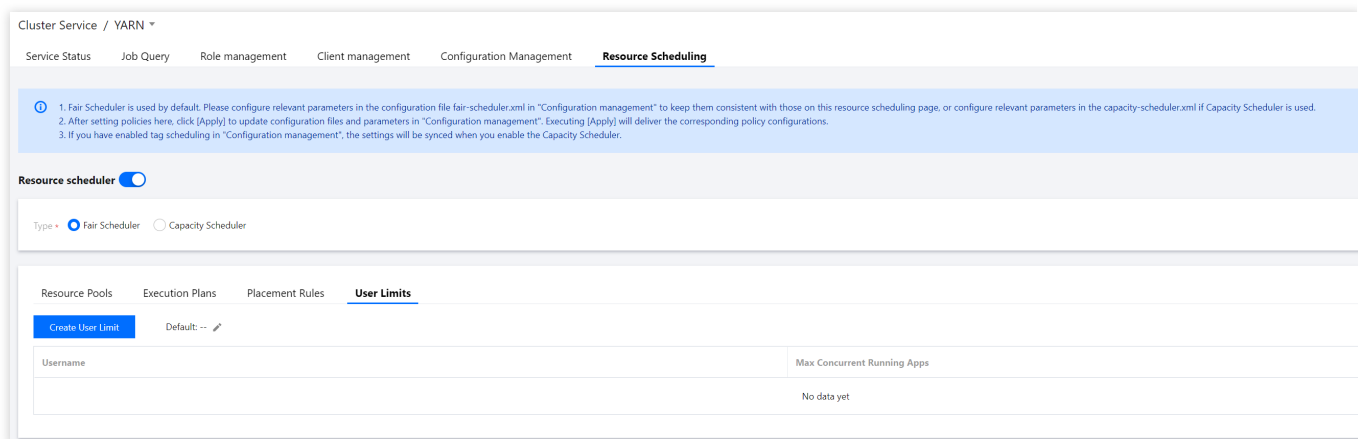 Cluster Service / YARN
Service Status Job Query Role management Client management Configuration Management Resource Scheduling
1. Fair Scheduler is used by default. Please configure relevant parameters in the configuration file fair-scheduler.xml in "Configuration management" to keep them consistent with those on this resource scheduling page, or configure relevant parameters in the capacity-scheduler.xml if Capacity Scheduler is used.
2. After setting policies here, click [Apply] to update configuration files and parameters in "Configuration management". Executing [Apply] will deliver the corresponding policy configurations.
3. If you have enabled tag scheduling in "Configuration management", the settings will be synced when you enable the Capacity Scheduler.
Resource scheduler
Type * Fair Scheduler Capacity Scheduler
Resource Pools Execution Plans Placement Rules User Limits
Create User Limit Default: --
Username Max Concurrent Running Apps
No data yet